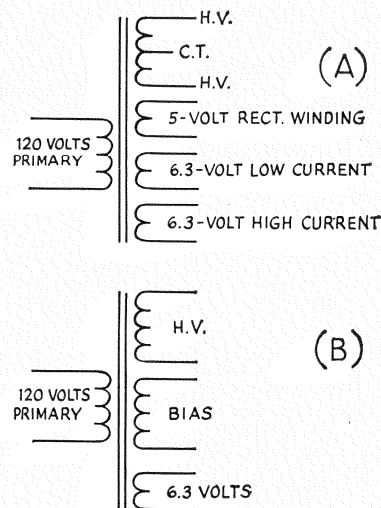 H.V.
C.T.
(A)
H.V.
5-VOLT RECT. WINDING
120 VOLTS
PRIMARY
6.3-VOLT LOW CURRENT
6.3-VOLT HIGH CURRENT
H.V.
(B)
120 VOLTS
PRIMARY
BIAS
6.3 VOLTS